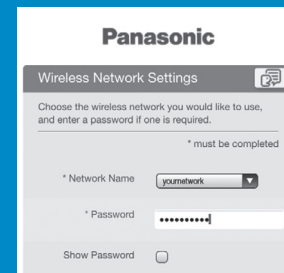 Panasonic
Wireless Network Settings
Choose the wireless network you would like to use,
and enter a password if one is required.
* must be completed
* Network Name
yournetwork
* Password
••••••••••
Show Password